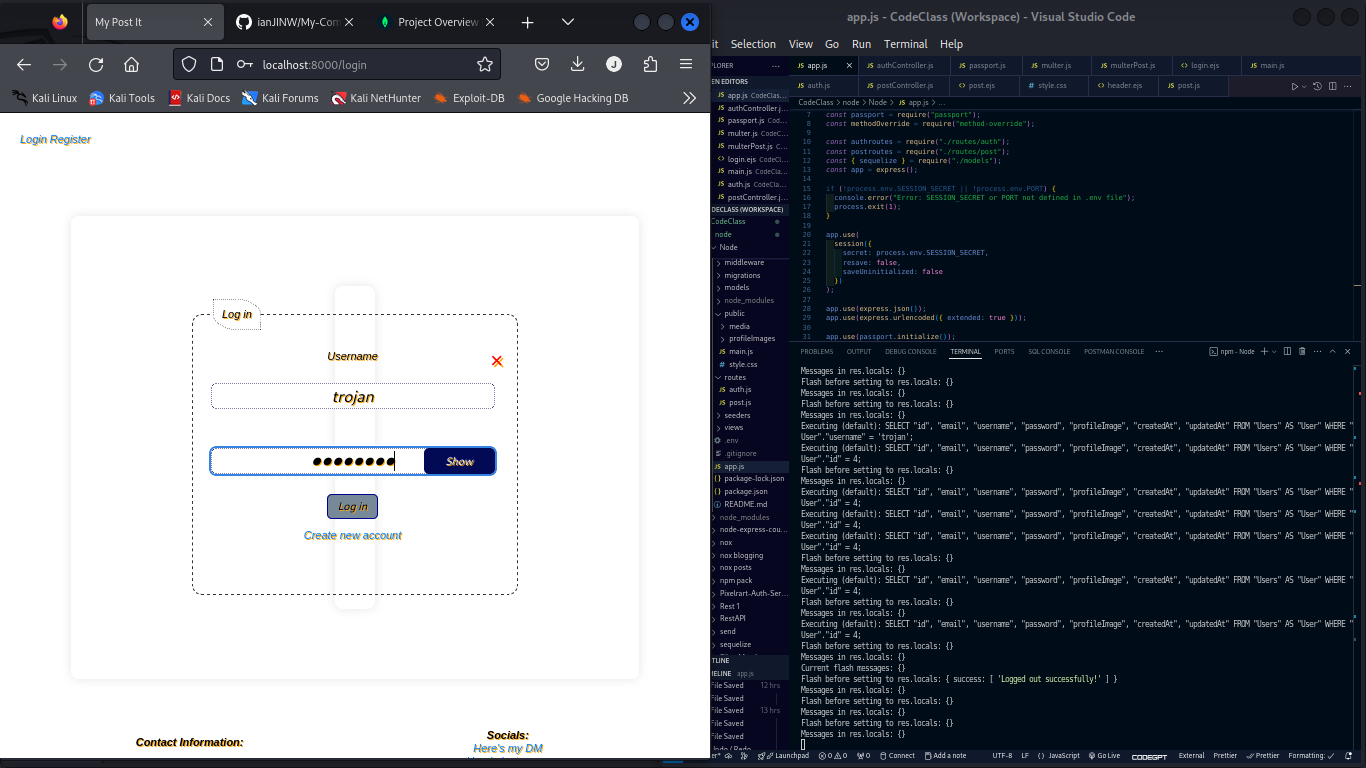 My Post It
ianJINW/My-Com
Project Overview
localhost:8000/login
J
Kali Linux
Kali Tools
Kali Docs
Kali Forums
Kali NetHunter
Exploit-DB
Google Hacking DB
Login Register
Log in
Username
trojan
Show
Log in
Create new account
Contact Information:
Socials:
Here's my DM
app.js - CodeClass (Workspace) - Visual Studio Code
it Selection View Go Run Terminal Help
PLORER
EN EDITORS
app.js CodeClas...
authController.js
passport.js Cod...
multer.js CodeC...
multerPost.js
login.ejs CodeCl...
main.js CodeCla...
auth.js CodeCla...
postController.j...
DECLASS (WORKSPACE)
CodeClass
node
Node
middleware
migrations
models
node_modules
public
media
profileImages
main.js
style.css
routes
auth.js
post.js
seeders
views
.env
.gitignore
app.js
package-lock.json
package.json
README.md
node_modules
node-express-cou...
nox
nox blogging
nox posts
npm pack
Pixelrart-Auth-Ser...
Rest 1
RestAPI
send
sequelize
TLINE
MELINE app.js
File Saved 12 hrs
File Saved
File Saved 13 hrs
File Saved
File Saved
Undo / Redo
app.js
authController.js
passport.js
multer.js
multerPost.js
login.ejs
main.js
auth.js
postController.js
post.ejs
style.css
header.ejs
post.js
CodeClass > node > Node > app.js > ...
7 const passport = require("passport");
8 const methodOverride = require("method-override");
9
10 const authroutes = require("./routes/auth");
11 const postroutes = require("./routes/post");
12 const { sequelize } = require("./models");
13 const app = express();
14
15 if (!process.env.SESSION_SECRET || !process.env.PORT) {
16 console.error("Error: SESSION_SECRET or PORT not defined in .env file");
17 process.exit(1);
18 }
19
20 app.use(
21 session({
22 secret: process.env.SESSION_SECRET,
23 resave: false,
24 saveUninitialized: false
25 })
26 );
27
28 app.use(express.json());
29 app.use(express.urlencoded({ extended: true }));
30
31 app.use(passport.initialize());
PROBLEMS OUTPUT DEBUG CONSOLE TERMINAL PORTS SQL CONSOLE POSTMAN CONSOLE ···
npm - Node
Messages in res.locals: {}
Flash before setting to res.locals: {}
Messages in res.locals: {}
Flash before setting to res.locals: {}
Messages in res.locals: {}
Executing (default): SELECT "id", "email", "username", "password", "profileImage", "createdAt", "updatedAt" FROM "Users" AS "User" WHERE "
User"."username" = 'trojan';
Executing (default): SELECT "id", "email", "username", "password", "profileImage", "createdAt", "updatedAt" FROM "Users" AS "User" WHERE "
User"."id" = 4;
Flash before setting to res.locals: {}
Messages in res.locals: {}
Executing (default): SELECT "id", "email", "username", "password", "profileImage", "createdAt", "updatedAt" FROM "Users" AS "User" WHERE "
User"."id" = 4;
Executing (default): SELECT "id", "email", "username", "password", "profileImage", "createdAt", "updatedAt" FROM "Users" AS "User" WHERE "
User"."id" = 4;
Executing (default): SELECT "id", "email", "username", "password", "profileImage", "createdAt", "updatedAt" FROM "Users" AS "User" WHERE "
User"."id" = 4;
Flash before setting to res.locals: {}
Messages in res.locals: {}
Executing (default): SELECT "id", "email", "username", "password", "profileImage", "createdAt", "updatedAt" FROM "Users" AS "User" WHERE "
User"."id" = 4;
Flash before setting to res.locals: {}
Messages in res.locals: {}
Executing (default): SELECT "id", "email", "username", "password", "profileImage", "createdAt", "updatedAt" FROM "Users" AS "User" WHERE "
User"."id" = 4;
Flash before setting to res.locals: {}
Messages in res.locals: {}
Current flash messages: {}
Flash before setting to res.locals: { success: [ 'Logged out successfully!' ] }
Messages in res.locals: {}
Flash before setting to res.locals: {}
Messages in res.locals: {}
Flash before setting to res.locals: {}
Messages in res.locals: {}
Launchpad 0 0 0 Connect Add a note UTF-8 LF {} JavaScript Go Live CODEGPT External Prettier Prettier Formatting: ✓